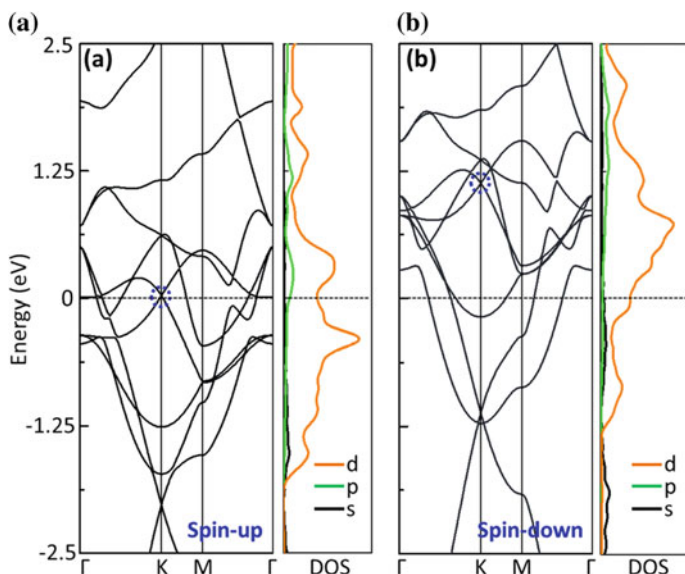 (a) (b)
2.5
(a)
(b)
1.25
0
-1.25
-2.5
Energy (eV)
d
p
s
Spin-up
d
p
s
Spin-down
Γ K M Γ DOS Γ K M Γ DOS